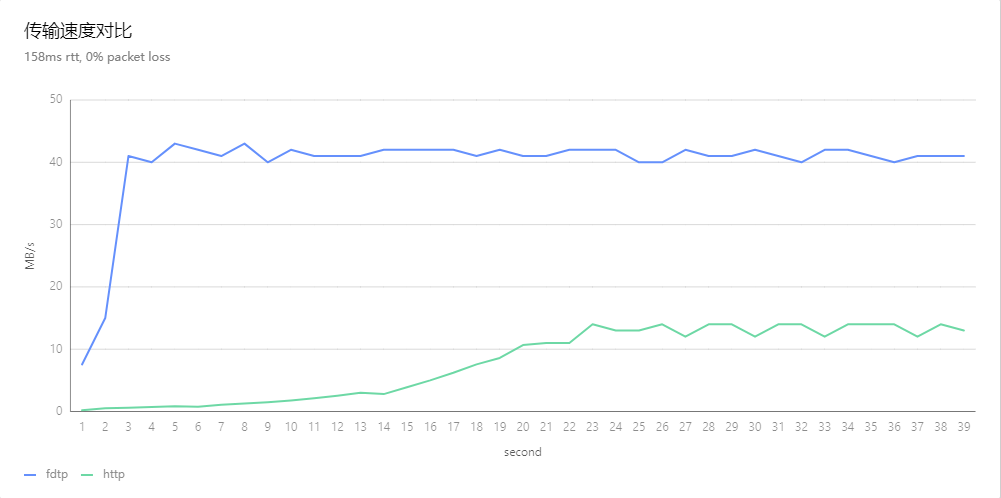 传输速度对比
158ms rtt, 0% packet loss
50
40
30
20
10
0
MB/s
1 2 3 4 5 6 7 8 9 10 11 12 13 14 15 16 17 18 19 20 21 22 23 24 25 26 27 28 29 30 31 32 33 34 35 36 37 38 39
second
fdtp http